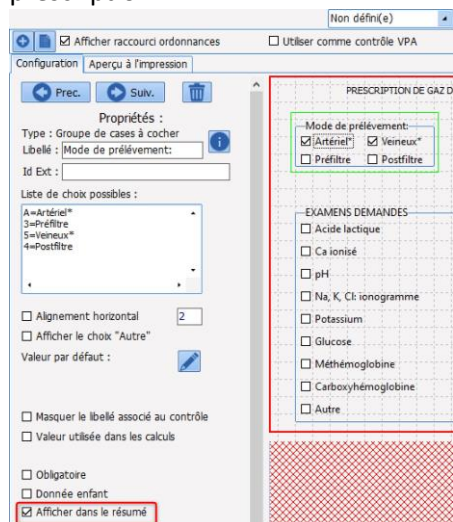 Non défini(e)
Afficher raccourci ordonnances
Utiliser comme contrôle VPA
Configuration
Aperçu à l'impression
Prec.
Suiv.
Propriétés :
Type : Groupe de cases à cocher
Libellé : Mode de prélévement:
Id Ext :
Liste de choix possibles :
A=Artériel*
3=Préfiltre
5=Veineux*
4=Postfiltre
Alignement horizontal 2
Afficher le choix "Autre"
Valeur par défaut :
Masquer le libellé associé au contrôle
Valeur utilisée dans les calculs
Obligatoire
Donnée enfant
Afficher dans le résumé
PRESCRIPTION DE GAZ D
Mode de prélévement:
Artériel* Veineux*
Préfiltre Postfiltre
EXAMENS DEMANDES
Acide lactique
Ca ionisé
pH
Na, K, Cl: ionogramme
Potassium
Glucose
Méthémoglobine
Carboxyhémoglobine
Autre